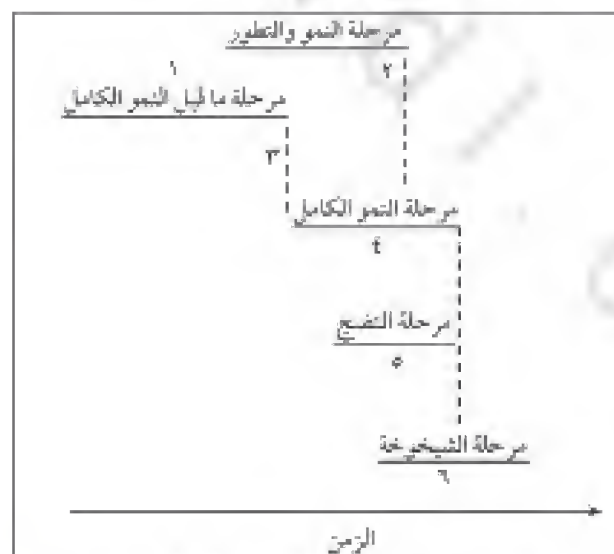 مرحلة النمو والتطور
١
٢
مرحلة ما قبل النمو الكامل
٣
مرحلة النمو الكامل
٤
مرحلة النضج
٥
مرحلة الشيخوخة
٦
الزمن